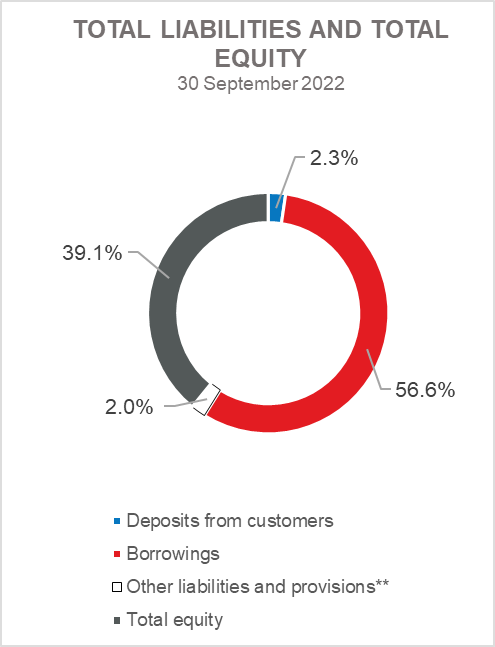 TOTAL LIABILITIES AND TOTAL
EQUITY
30 September 2022
2.3%
39.1%
56.6%
2.0%
Deposits from customers
Borrowings
Other liabilities and provisions**
Total equity